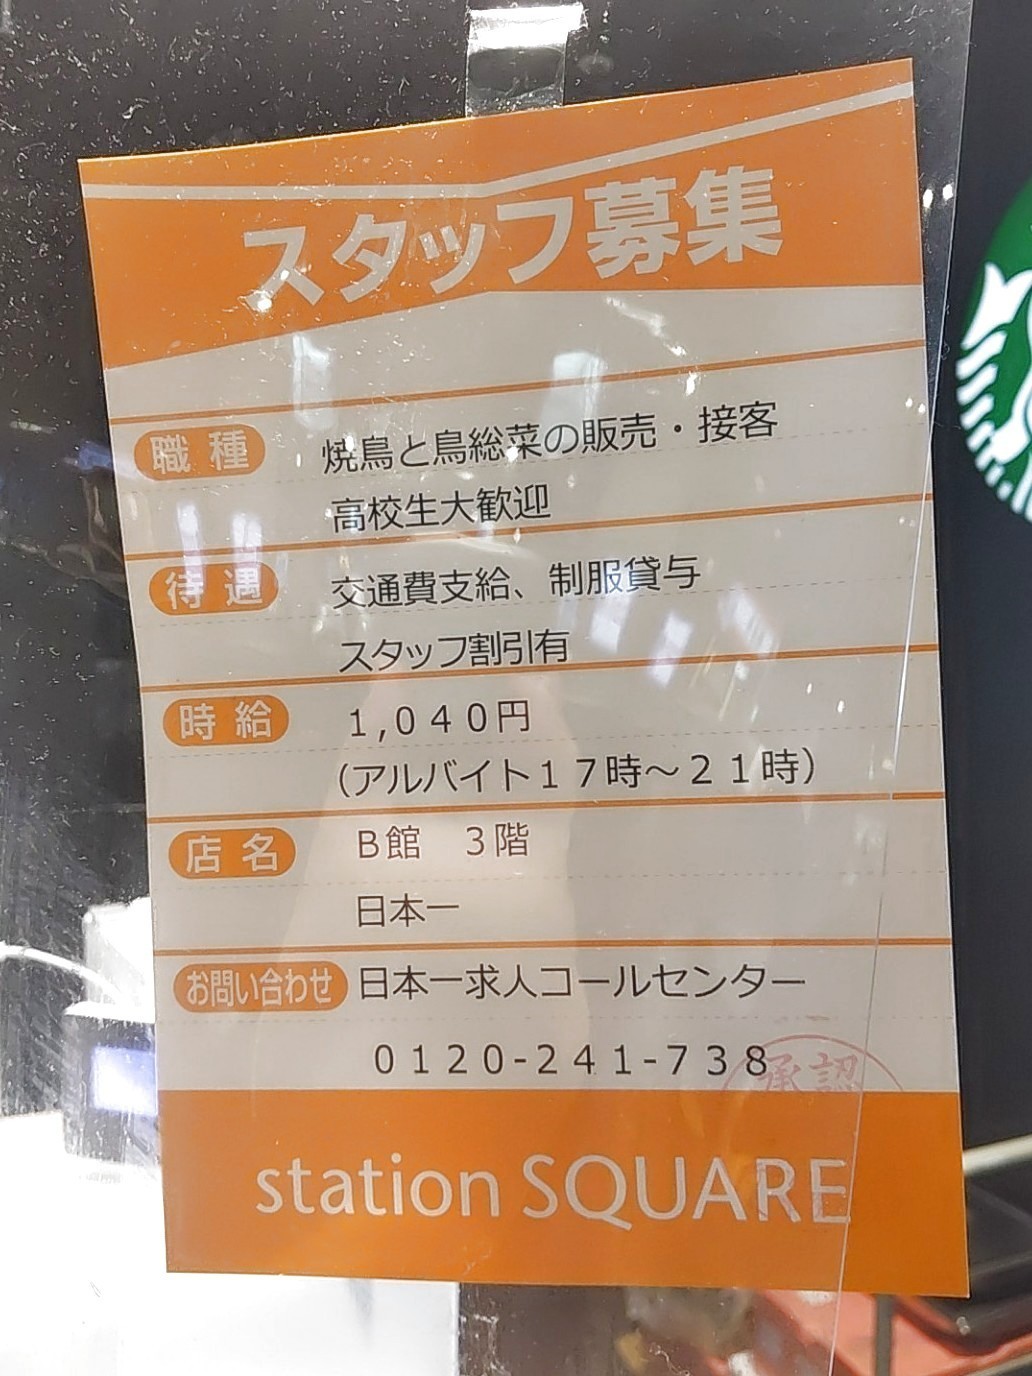 スタッフ募集
職種 焼鳥と鳥総菜の販売・接客
高校生大歓迎
待遇 交通費支給、制服貸与
スタッフ割引有
時給 1,040円
(アルバイト17時～21時)
店名 B館 3階
日本一
お問い合わせ 日本一求人コールセンター
0120-241-738
承認
station SQUARE